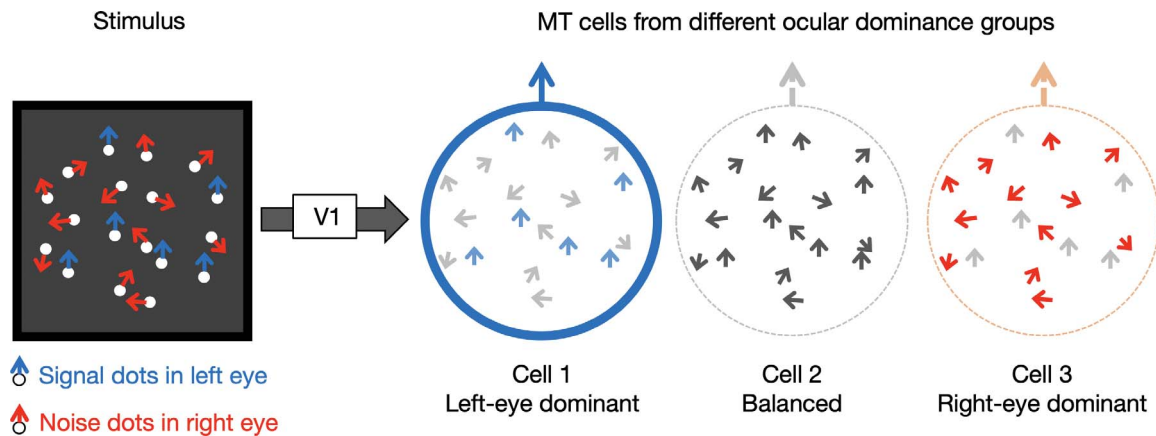 Stimulus
MT cells from different ocular dominance groups
V1
Signal dots in left eye
Noise dots in right eye
Cell 1
Left-eye dominant
Cell 2
Balanced
Cell 3
Right-eye dominant